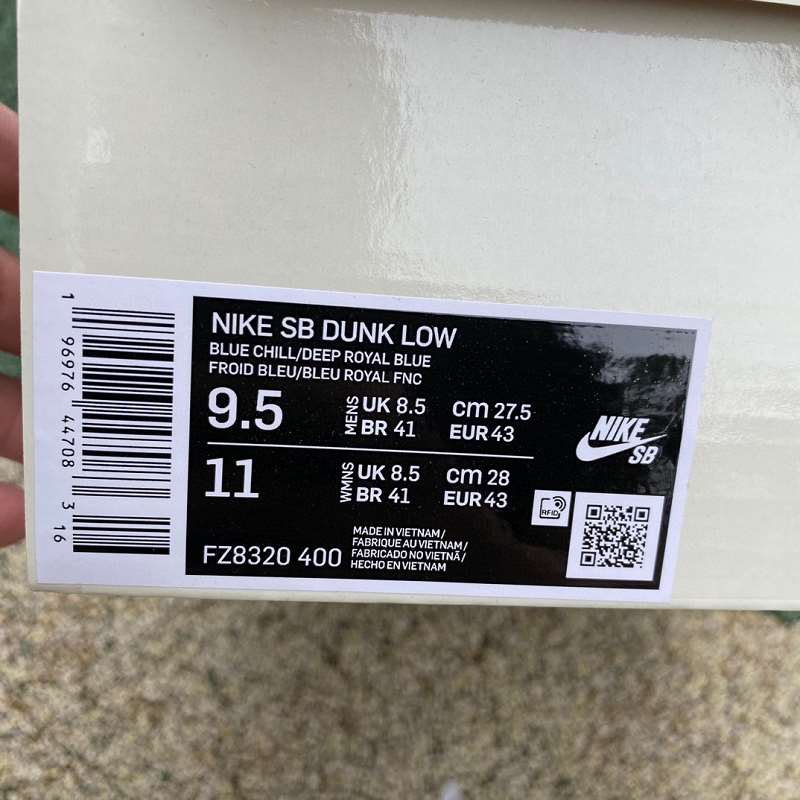 NIKE SB DUNK LOW
BLUE CHILL/DEEP ROYAL BLUE
FROID BLEU/BLEU ROYAL FNC
9.5 MENS UK 8.5 cm 27.5
BR 41 EUR 43
11 WMNS UK 8.5 cm 28
BR 41 EUR 43
NIKE
SB
RFID
FZ8320 400
MADE IN VIETNAM/
FABRIQUE AU VIETNAM/
FABRICADO NO VIETNÃ/
HECHO EN VIETNAM
1 96976 44708 3 16